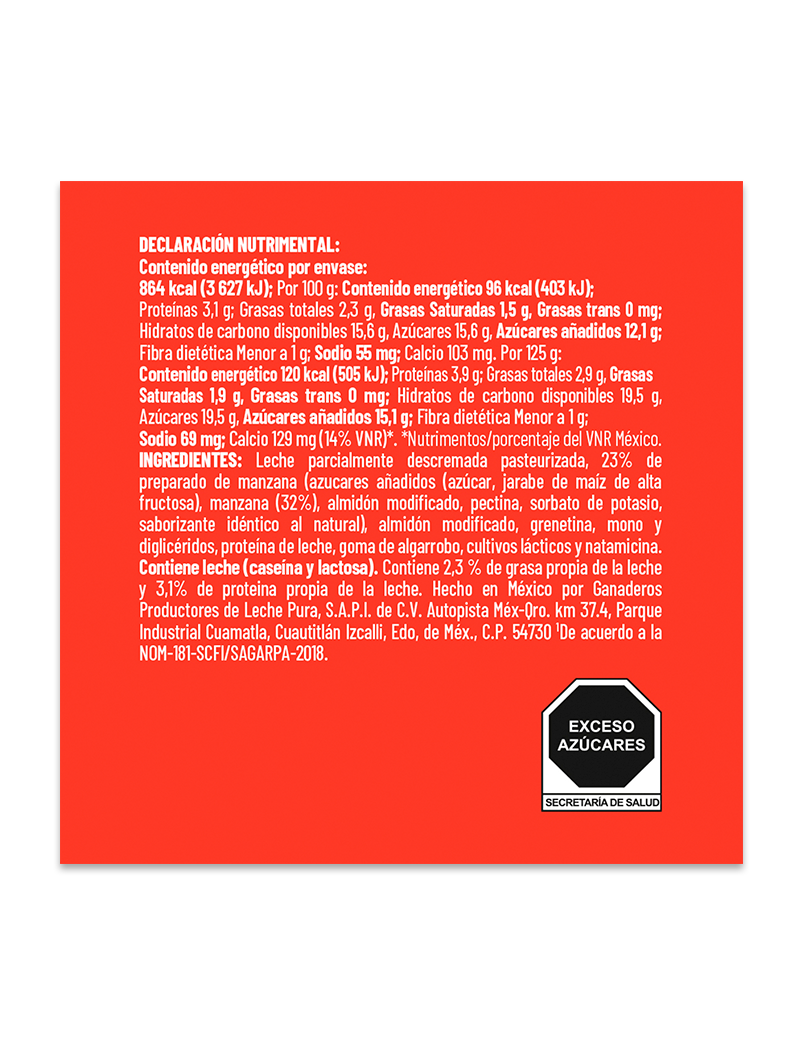 DECLARACIÓN NUTRIMENTAL:
Contenido energético por envase:
864 kcal (3 627 kJ); Por 100 g: Contenido energético 96 kcal (403 kJ);
Proteínas 3,1 g; Grasas totales 2,3 g, Grasas Saturadas 1,5 g, Grasas trans 0 mg;
Hidratos de carbono disponibles 15,6 g, Azúcares 15,6 g, Azúcares añadidos 12,1 g;
Fibra dietética Menor a 1 g; Sodio 55 mg; Calcio 103 mg. Por 125 g:
Contenido energético 120 kcal (505 kJ); Proteínas 3,9 g; Grasas totales 2,9 g, Grasas
Saturadas 1,9 g, Grasas trans 0 mg; Hidratos de carbono disponibles 19,5 g,
Azúcares 19,5 g, Azúcares añadidos 15,1 g; Fibra dietética Menor a 1 g;
Sodio 69 mg; Calcio 129 mg (14% VNR)*. *Nutrimentos/porcentaje del VNR México.
INGREDIENTES: Leche parcialmente descremada pasteurizada, 23% de
preparado de manzana (azucares añadidos (azúcar, jarabe de maíz de alta
fructosa), manzana (32%), almidón modificado, pectina, sorbato de potasio,
saborizante idéntico al natural), almidón modificado, grenetina, mono y
diglicéridos, proteína de leche, goma de algarrobo, cultivos lácticos y natamicina.
Contiene leche (caseína y lactosa). Contiene 2,3 % de grasa propia de la leche
y 3,1% de proteina propia de la leche. Hecho en México por Ganaderos
Productores de Leche Pura, S.A.P.I. de C.V. Autopista Méx-Qro. km 37.4, Parque
Industrial Cuamatla, Cuautitlán Izcalli, Edo, de Méx., C.P. 54730 ¹De acuerdo a la
NOM-181-SCFI/SAGARPA-2018.
EXCESO
AZÚCARES
SECRETARÍA DE SALUD